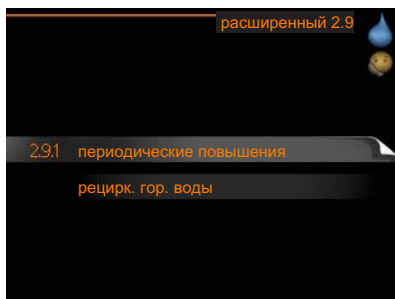 расширенный 2.9
2.9.1 периодические повышения
рецирк. гор. воды